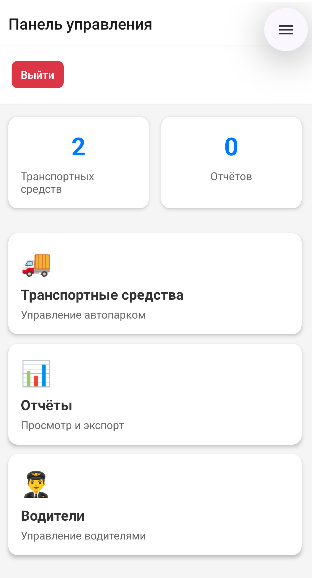 Панель управления
Выйти
2
Транспортных
средств
0
Отчётов
Транспортные средства
Управление автопарком
Отчёты
Просмотр и экспорт
Водители
Управление водителями